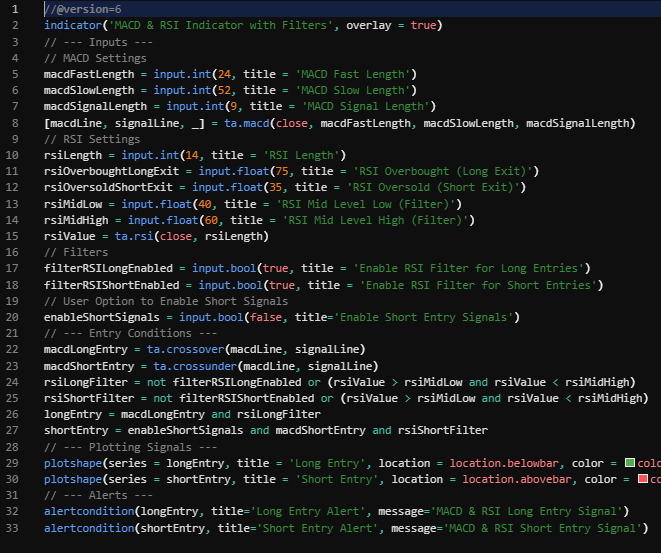 1 //@version=6
2 indicator('MACD & RSI Indicator with Filters', overlay = true)
3 // --- Inputs ---
4 // MACD Settings
5 macdFastLength = input.int(24, title = 'MACD Fast Length')
6 macdSlowLength = input.int(52, title = 'MACD Slow Length')
7 macdSignalLength = input.int(9, title = 'MACD Signal Length')
8 [macdLine, signalLine, _] = ta.macd(close, macdFastLength, macdSlowLength, macdSignalLength)
9 // RSI Settings
10 rsiLength = input.int(14, title = 'RSI Length')
11 rsiOverboughtLongExit = input.float(75, title = 'RSI Overbought (Long Exit)')
12 rsiOversoldShortExit = input.float(35, title = 'RSI Oversold (Short Exit)')
13 rsiMidLow = input.float(40, title = 'RSI Mid Level Low (Filter)')
14 rsiMidHigh = input.float(60, title = 'RSI Mid Level High (Filter)')
15 rsiValue = ta.rsi(close, rsiLength)
16 // Filters
17 filterRSILongEnabled = input.bool(true, title = 'Enable RSI Filter for Long Entries')
18 filterRSIShortEnabled = input.bool(true, title = 'Enable RSI Filter for Short Entries')
19 // User Option to Enable Short Signals
20 enableShortSignals = input.bool(false, title='Enable Short Entry Signals')
21 // --- Entry Conditions ---
22 macdLongEntry = ta.crossover(macdLine, signalLine)
23 macdShortEntry = ta.crossunder(macdLine, signalLine)
24 rsiLongFilter = not filterRSILongEnabled or (rsiValue > rsiMidLow and rsiValue < rsiMidHigh)
25 rsiShortFilter = not filterRSIShortEnabled or (rsiValue > rsiMidLow and rsiValue < rsiMidHigh)
26 longEntry = macdLongEntry and rsiLongFilter
27 shortEntry = enableShortSignals and macdShortEntry and rsiShortFilter
28 // --- Plotting Signals ---
29 plotshape(series = longEntry, title = 'Long Entry', location = location.belowbar, color = colo
30 plotshape(series = shortEntry, title = 'Short Entry', location = location.abovebar, color = co
31 // --- Alerts ---
32 alertcondition(longEntry, title='Long Entry Alert', message='MACD & RSI Long Entry Signal')
33 alertcondition(shortEntry, title='Short Entry Alert', message='MACD & RSI Short Entry Signal')